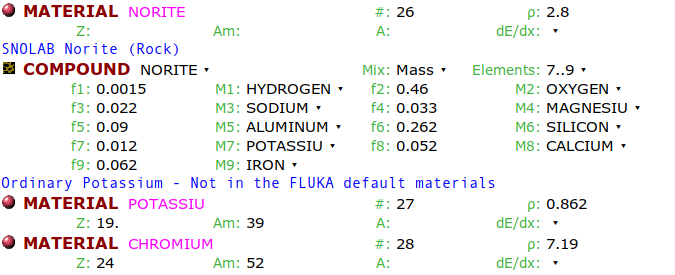 MATERIAL NORITE #: 26 ρ: 2.8
Z: Am: A: dE/dx:
SNOLAB Norite (Rock)
COMPOUND NORITE Mix: Mass Elements: 7..9
f1: 0.0015 M1: HYDROGEN f2: 0.46 M2: OXYGEN
f3: 0.022 M3: SODIUM f4: 0.033 M4: MAGNESIU
f5: 0.09 M5: ALUMINUM f6: 0.262 M6: SILICON
f7: 0.012 M7: POTASSIU f8: 0.052 M8: CALCIUM
f9: 0.062 M9: IRON
Ordinary Potassium - Not in the FLUKA default materials
MATERIAL POTASSIU #: 27 ρ: 0.862
Z: 19. Am: 39 A: dE/dx:
MATERIAL CHROMIUM #: 28 ρ: 7.19
Z: 24 Am: 52 A: dE/dx: